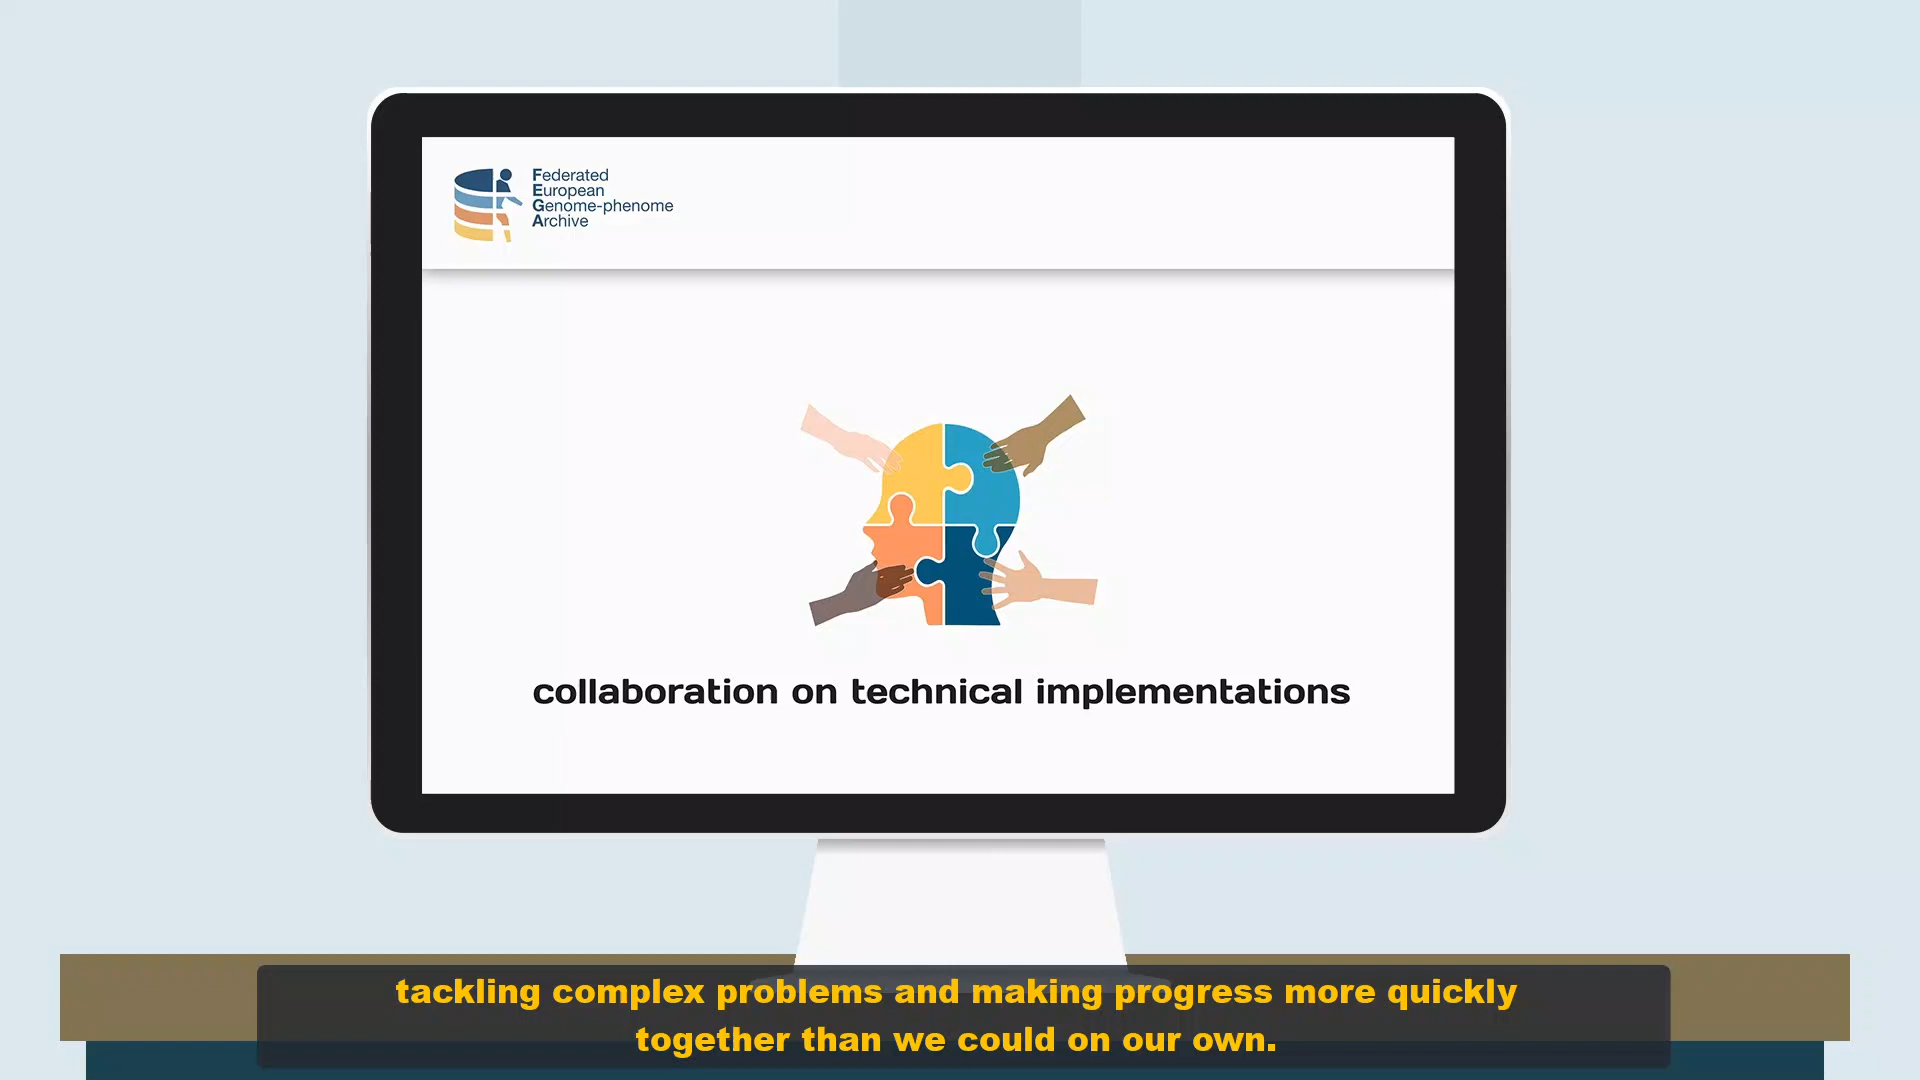 Federated
European
Genome-phenome
Archive
collaboration on technical implementations
tackling complex problems and making progress more quickly
together than we could on our own.